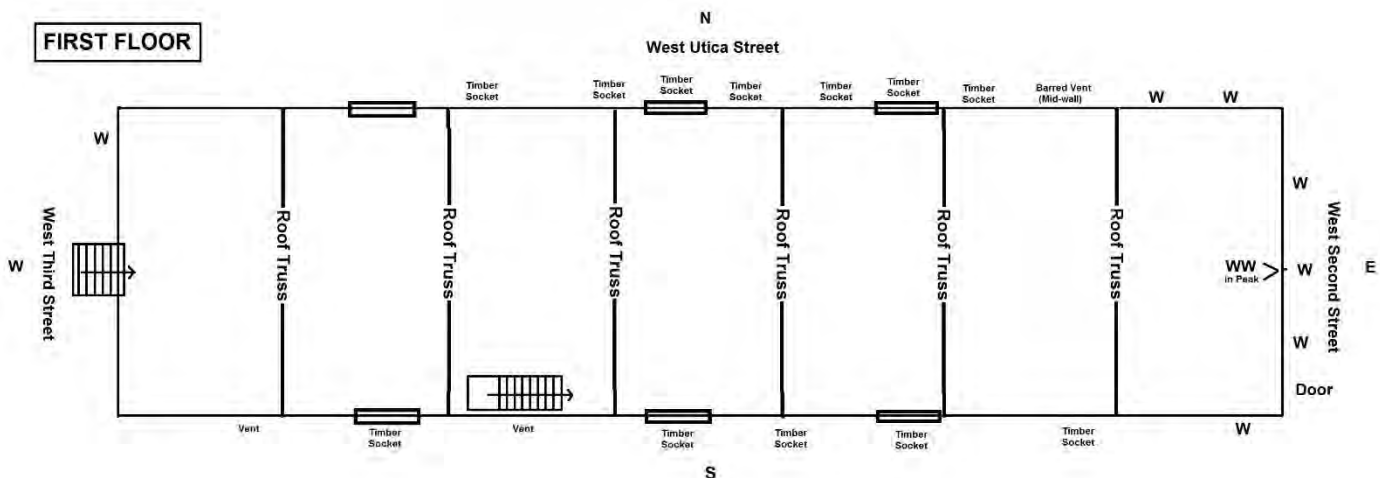 N
FIRST FLOOR
West Utica Street
Timber
Socket
Timber
Socket
Timber
Socket
Timber
Socket
Timber
Socket
Timber
Socket
Timber
Socket
Barred Vent
(Mid-wall)
W
W
W
W
West Third Street
W
Roof Truss
Roof Truss
Roof Truss
Roof Truss
Roof Truss
Roof Truss
WW
in Peak
W
West Second Street
E
W
Door
Vent
Timber
Socket
Vent
Timber
Socket
Timber
Socket
Timber
Socket
Timber
Socket
W
S